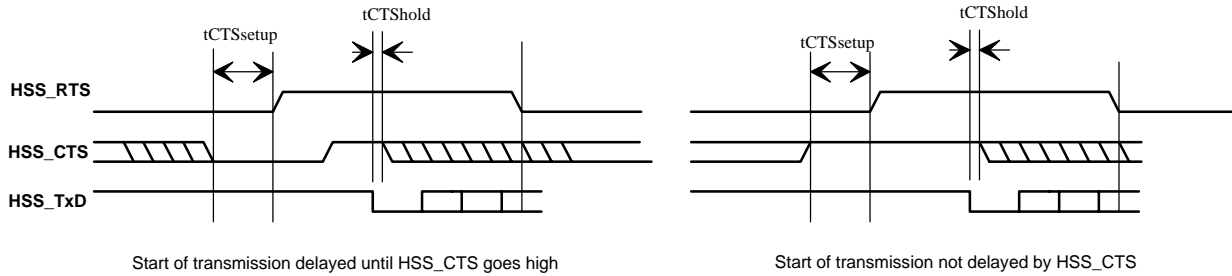 tCTShold
tCTSsetup
tCTShold
tCTSsetup
HSS_RTS
HSS_CTS
HSS_TxD
Start of transmission delayed until HSS_CTS goes high
Start of transmission not delayed by HSS_CTS